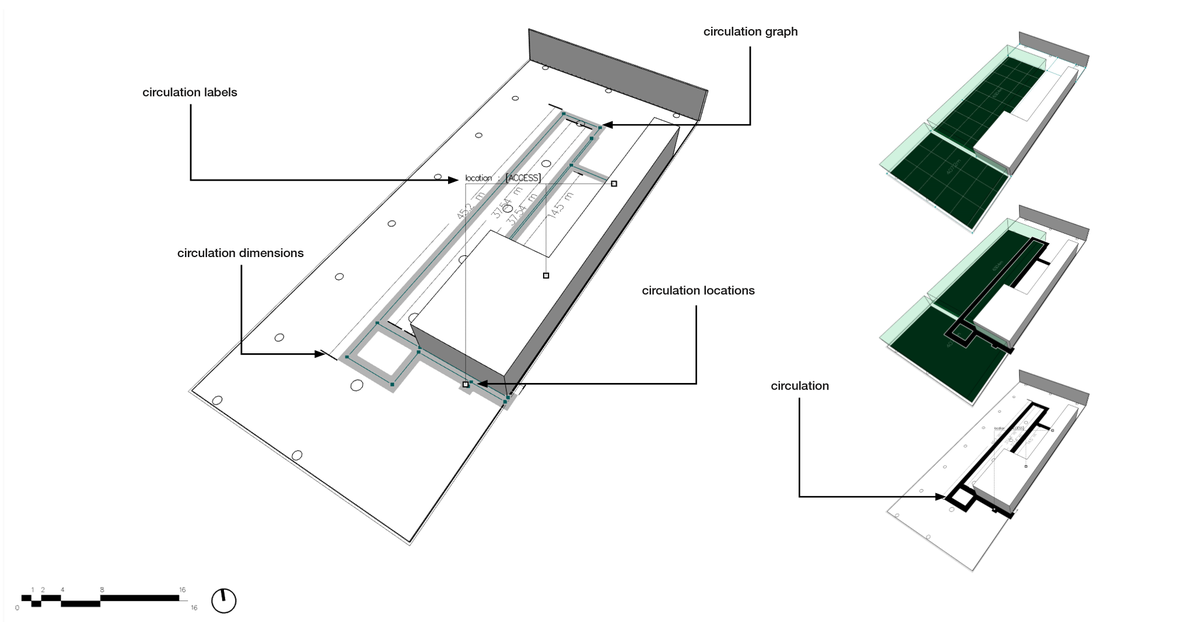 circulation graph
circulation labels
location : [ACCESS]
45.2 m
37.54 m
37.54 m
14.5 m
circulation dimensions
circulation locations
circulation
1 2 4 8 16
0 16